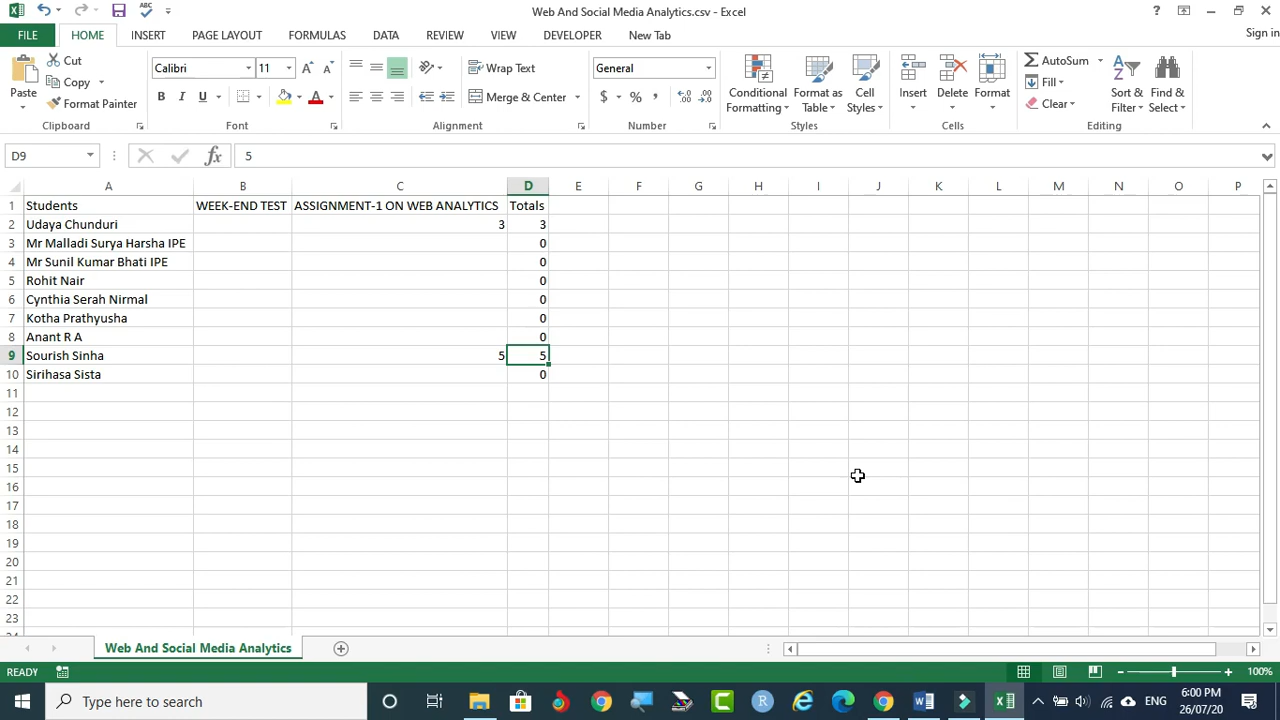 Web And Social Media Analytics.csv - Excel
FILE HOME INSERT PAGE LAYOUT FORMULAS DATA REVIEW VIEW DEVELOPER New Tab Sign in
Cut
Copy
Format Painter
Paste
Clipboard
Calibri 11
B I U
Font
Wrap Text
Merge & Center
Alignment
General
$ % ,
Number
Conditional Formatting
Format as Table
Cell Styles
Styles
Insert Delete Format
Cells
AutoSum
Fill
Clear
Sort & Filter
Find & Select
Editing
D9 fx 5
A B C D E F G H I J K L M N O P
1 Students WEEK-END TEST ASSIGNMENT-1 ON WEB ANALYTICS Totals
2 Udaya Chunduri 3 3
3 Mr Malladi Surya Harsha IPE 0
4 Mr Sunil Kumar Bhati IPE 0
5 Rohit Nair 0
6 Cynthia Serah Nirmal 0
7 Kotha Prathyusha 0
8 Anant R A 0
9 Sourish Sinha 5 5
10 Sirihasa Sista 0
11
12
13
14
15
16
17
18
19
20
21
22
23
24
Web And Social Media Analytics
READY 100%
Type here to search
ENG
6:00 PM
26/07/20